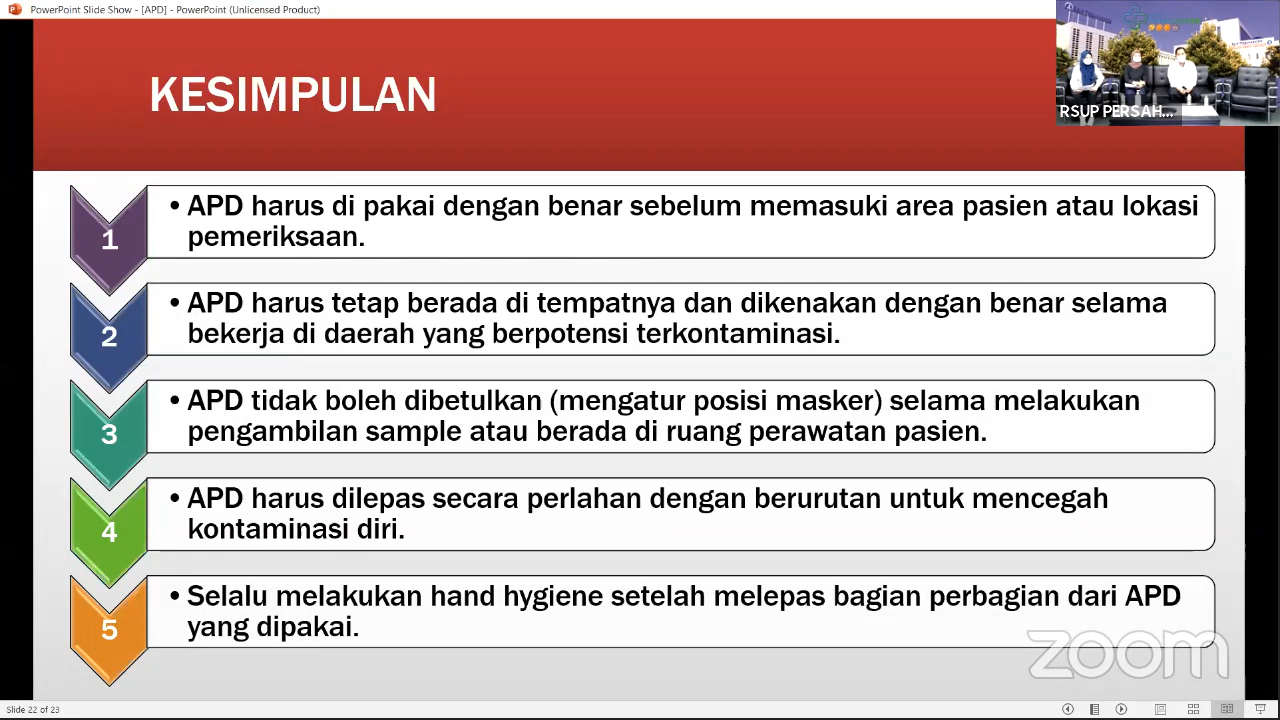 PowerPoint Slide Show - [APD] - PowerPoint (Unlicensed Product)
KESIMPULAN
RSUP PERSAH...
1
• APD harus di pakai dengan benar sebelum memasuki area pasien atau lokasi
pemeriksaan.
2
• APD harus tetap berada di tempatnya dan dikenakan dengan benar selama
bekerja di daerah yang berpotensi terkontaminasi.
3
• APD tidak boleh dibetulkan (mengatur posisi masker) selama melakukan
pengambilan sample atau berada di ruang perawatan pasien.
4
• APD harus dilepas secara perlahan dengan berurutan untuk mencegah
kontaminasi diri.
5
• Selalu melakukan hand hygiene setelah melepas bagian perbagian dari APD
yang dipakai.
zoom
Slide 22 of 23